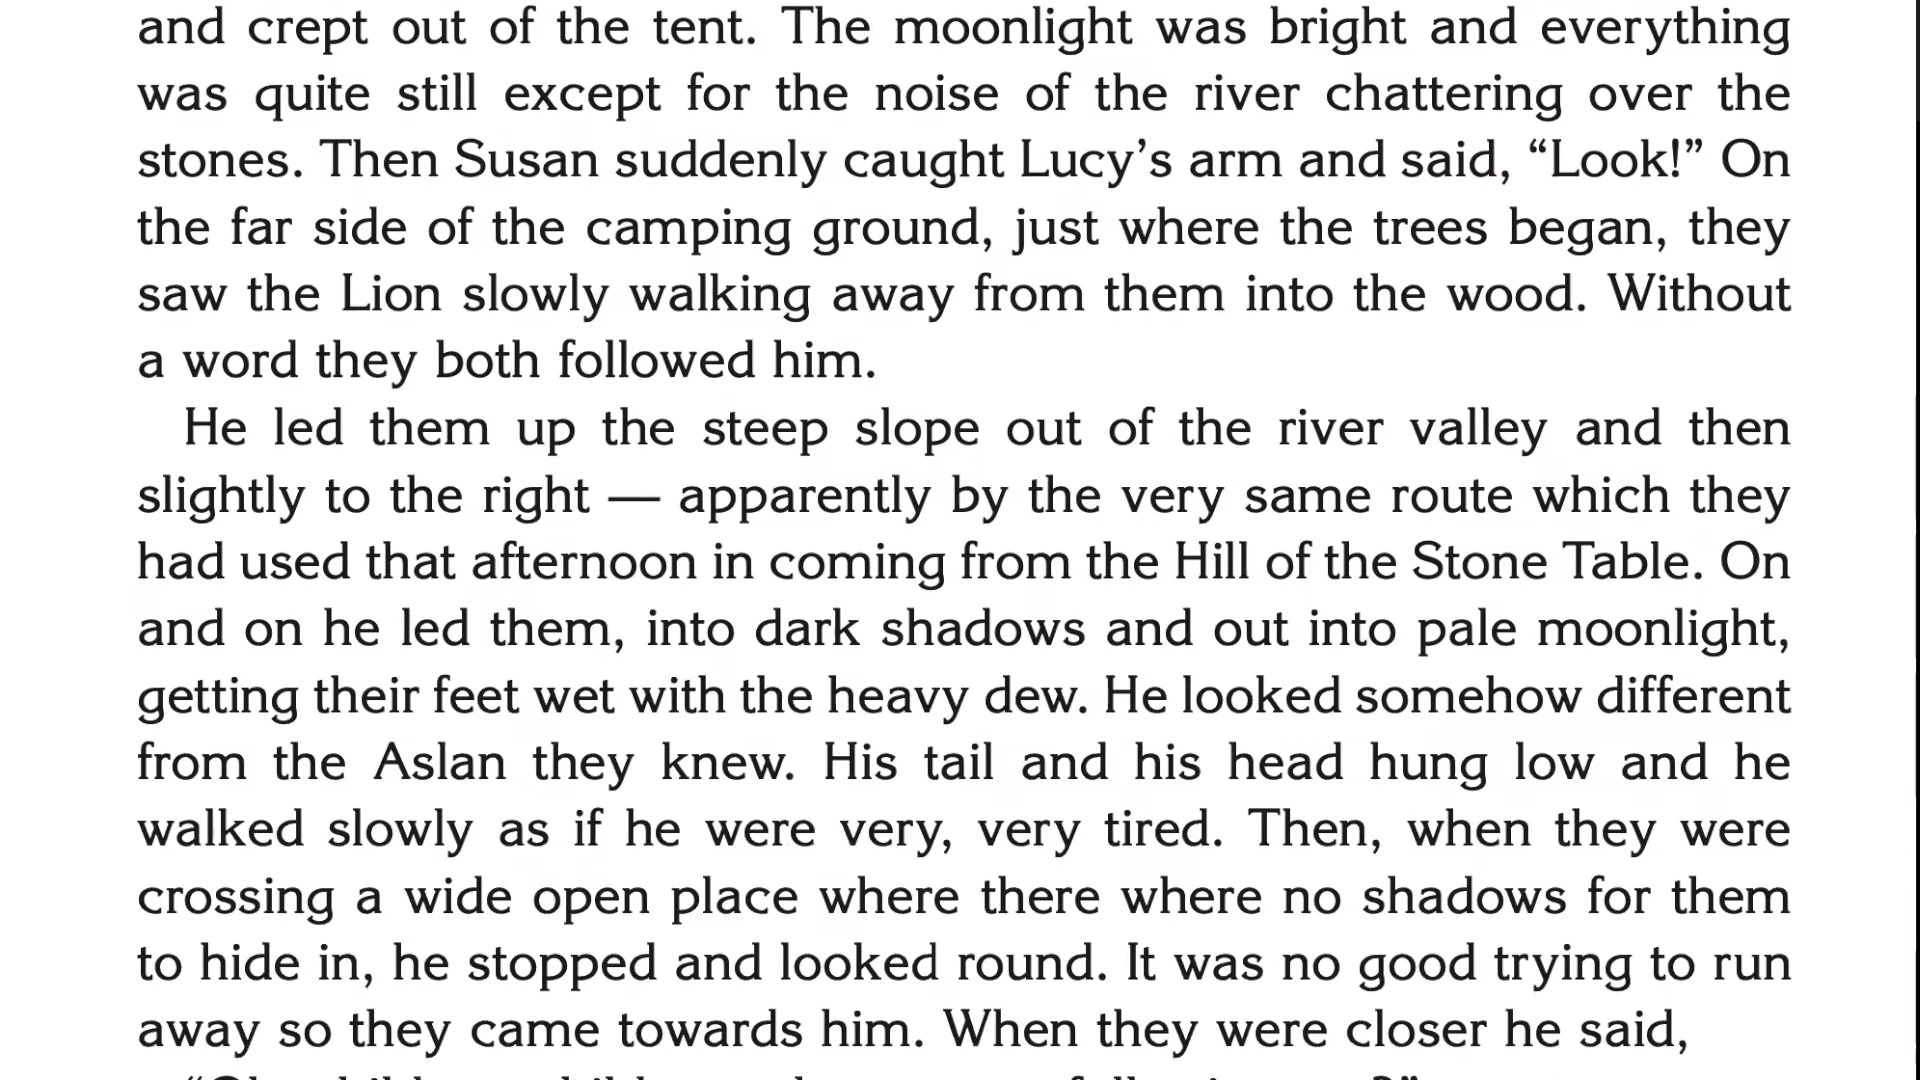 and crept out of the tent. The moonlight was bright and everything
was quite still except for the noise of the river chattering over the
stones. Then Susan suddenly caught Lucy’s arm and said, “Look!” On
the far side of the camping ground, just where the trees began, they
saw the Lion slowly walking away from them into the wood. Without
a word they both followed him.
He led them up the steep slope out of the river valley and then
slightly to the right — apparently by the very same route which they
had used that afternoon in coming from the Hill of the Stone Table. On
and on he led them, into dark shadows and out into pale moonlight,
getting their feet wet with the heavy dew. He looked somehow different
from the Aslan they knew. His tail and his head hung low and he
walked slowly as if he were very, very tired. Then, when they were
crossing a wide open place where there where no shadows for them
to hide in, he stopped and looked round. It was no good trying to run
away so they came towards him. When they were closer he said,